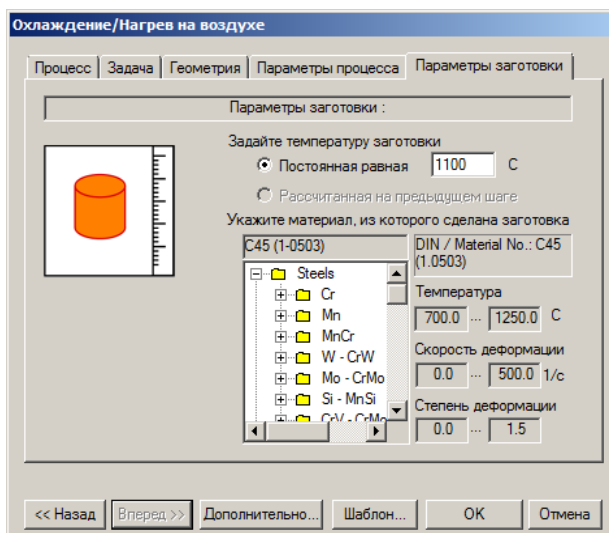 Охлаждение/Нагрев на воздухе
Процесс Задача Геометрия Параметры процесса Параметры заготовки
Параметры заготовки :
Задайте температуру заготовки
Постоянная равная 1100 C
Рассчитанная на предыдущем шаге
Укажите материал, из которого сделана заготовка
C45 (1-0503)
DIN / Material No.: C45
(1.0503)
Steels
Cr
Mn
MnCr
W - CrW
Mo - CrMo
Si - MnSi
CrV - CrMo
Температура
700.0 ... 1250.0 C
Скорость деформации
0.0 ... 500.0 1/c
Степень деформации
0.0 ... 1.5
<< Назад Вперед >> Дополнительно... Шаблон... OK Отмена